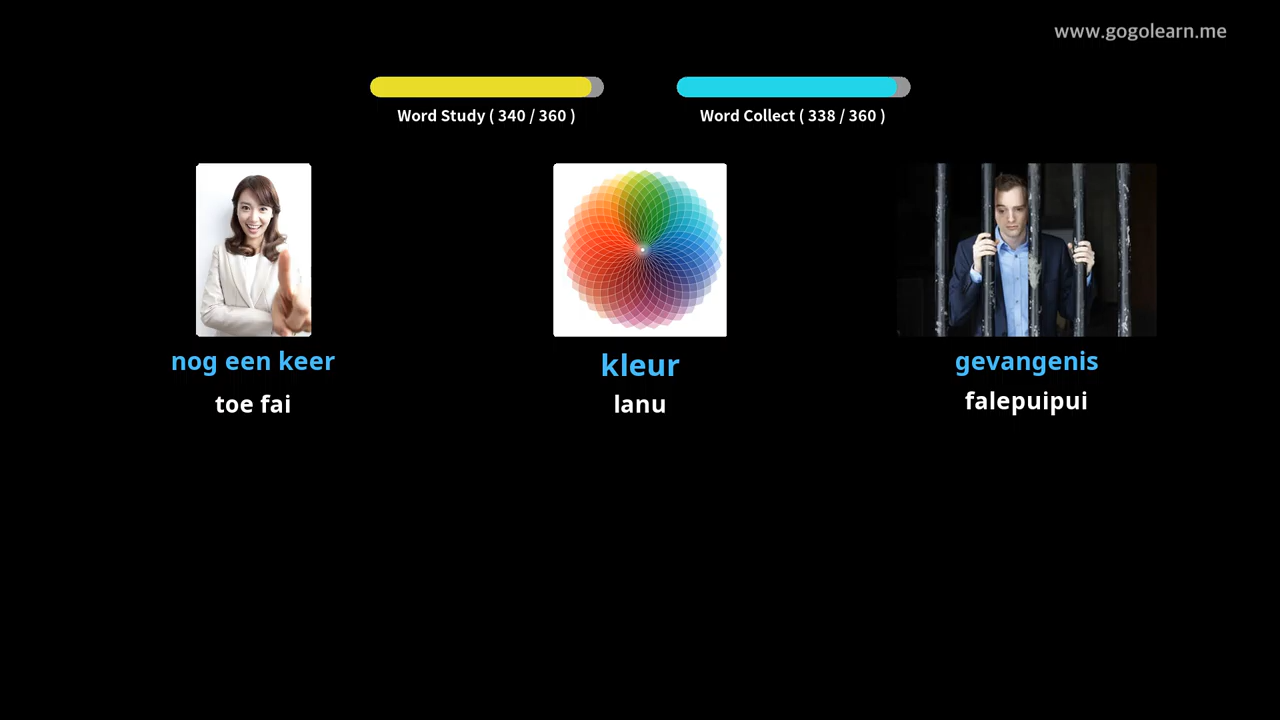 www.gogolearn.me
Word Study ( 340 / 360 )
Word Collect ( 338 / 360 )
nog een keer
toe fai
kleur
lanu
gevangenis
falepuipui